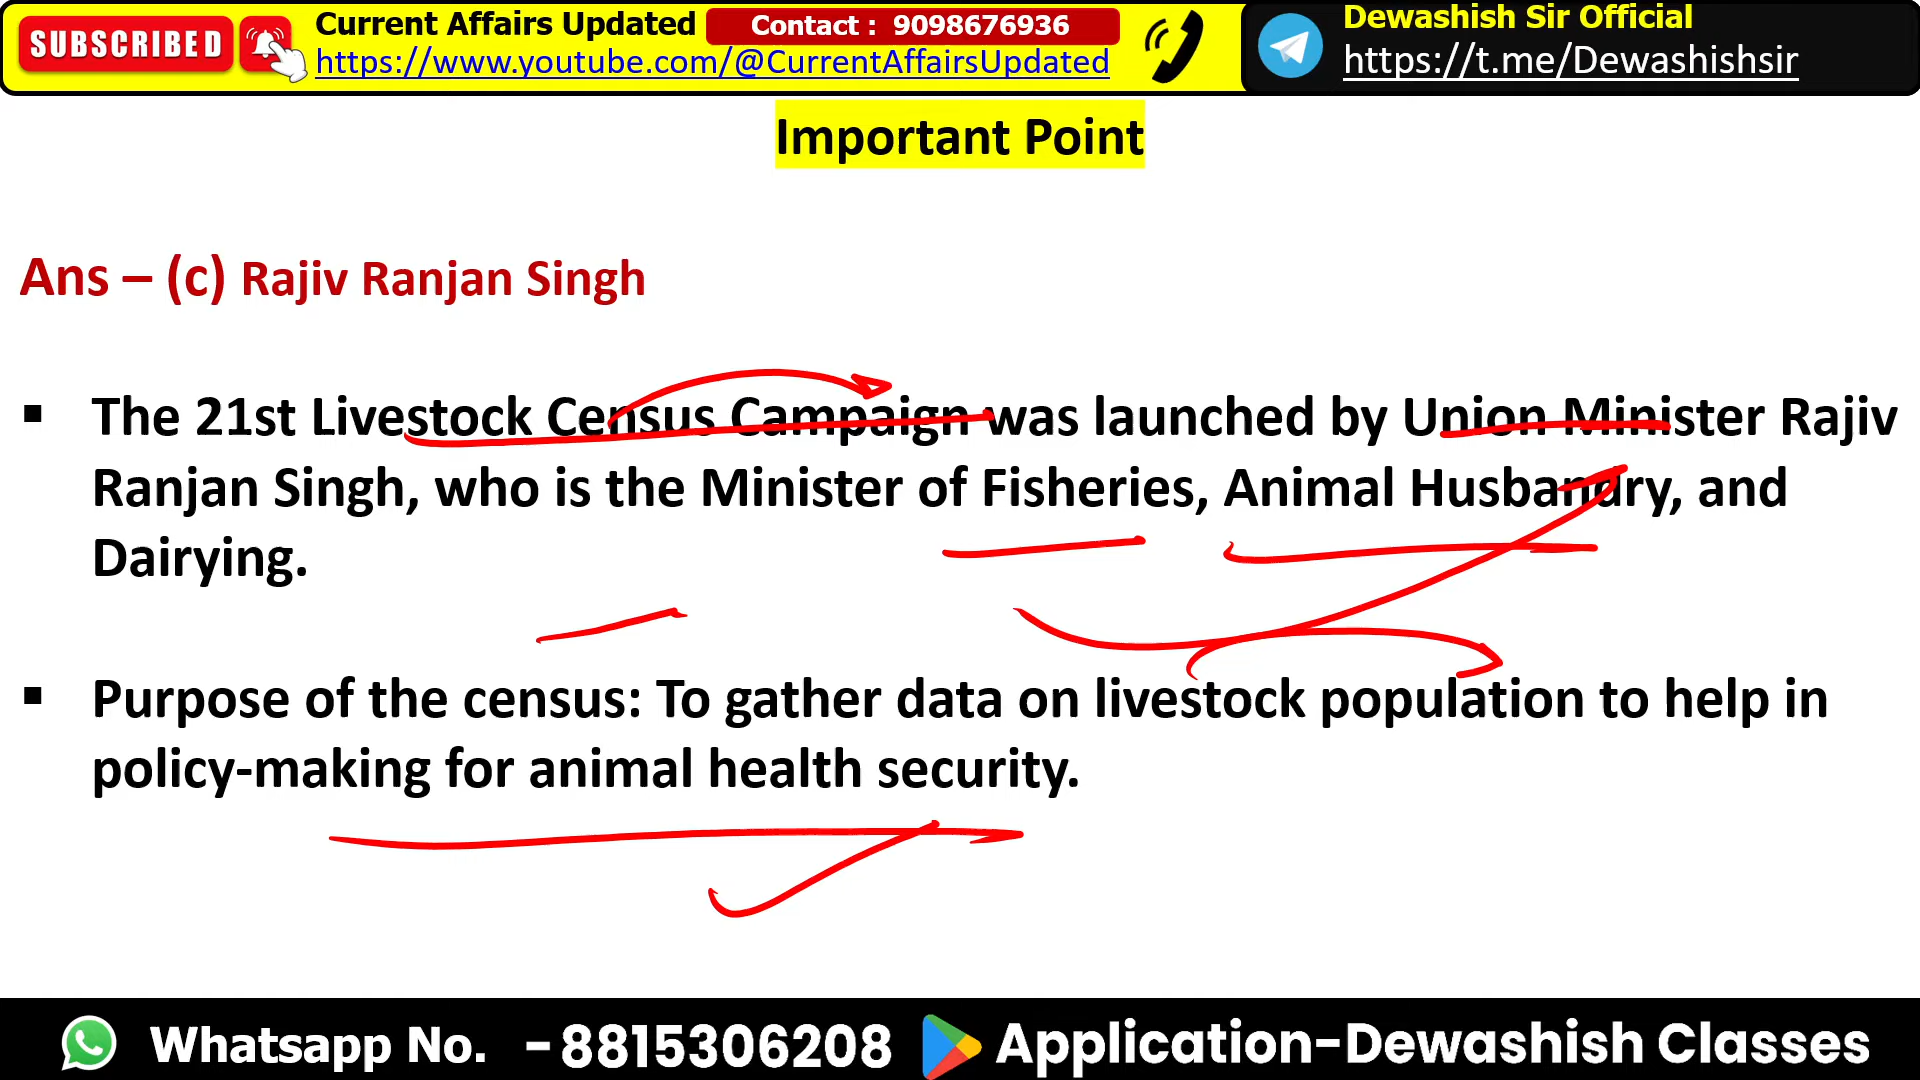 SUBSCRIBED
Current Affairs Updated
Contact : 9098676936
https://www.youtube.com/@CurrentAffairsUpdated
Dewashish Sir Official
https://t.me/Dewashishsir
Important Point
Ans – (c) Rajiv Ranjan Singh
▪ The 21st Livestock Census Campaign was launched by Union Minister Rajiv
Ranjan Singh, who is the Minister of Fisheries, Animal Husbandry, and
Dairying.
▪ Purpose of the census: To gather data on livestock population to help in
policy-making for animal health security.
Whatsapp No. -8815306208
Application-Dewashish Classes